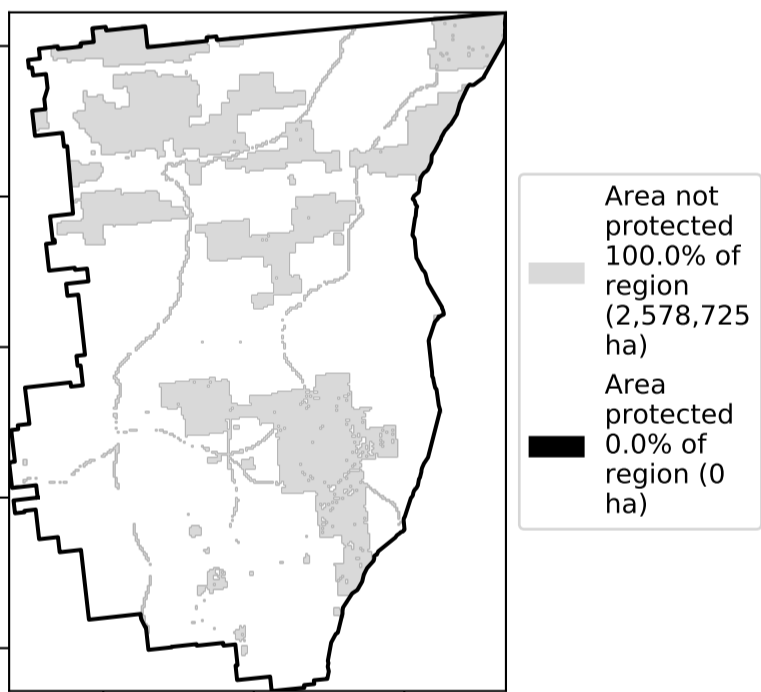 Area not
protected
100.0% of
region
(2,578,725
ha)
Area
protected
0.0% of
region (0
ha)